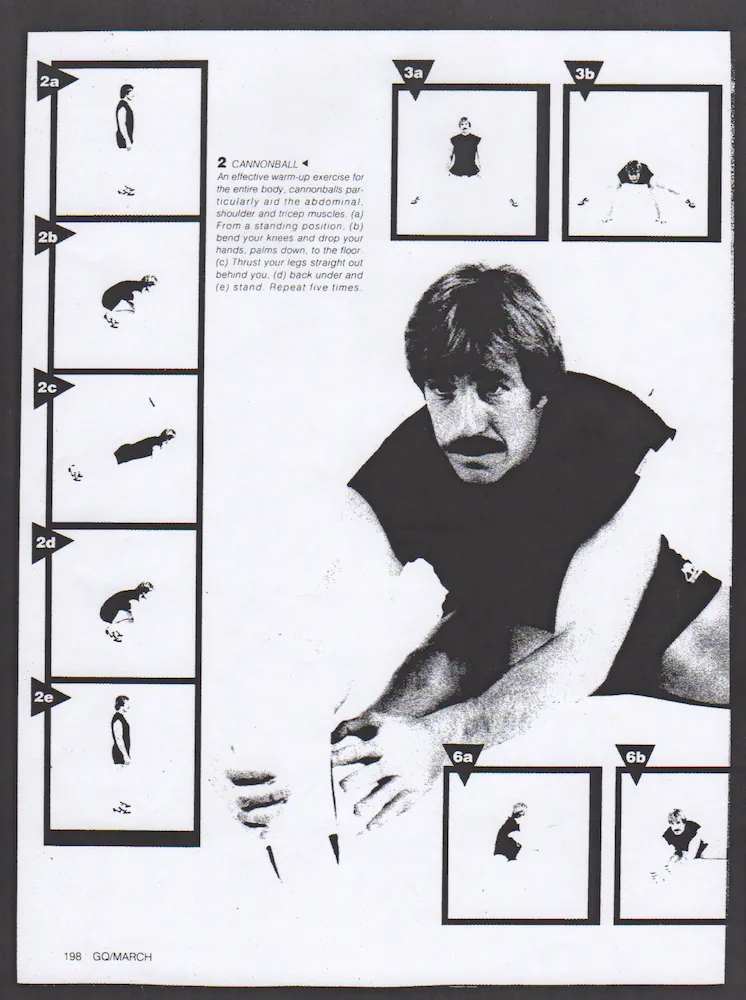 2a
3a
3b
2 CANNONBALL
An effective warm-up exercise for
the entire body, cannonballs par-
ticularly aid the abdominal,
shoulder and tricep muscles. (a)
From a standing position, (b)
bend your knees and drop your
hands, palms down, to the floor.
(c) Thrust your legs straight out
behind you, (d) back under and
(e) stand. Repeat five times.
2b
2c
2d
2e
6a
6b
198 GQ/MARCH